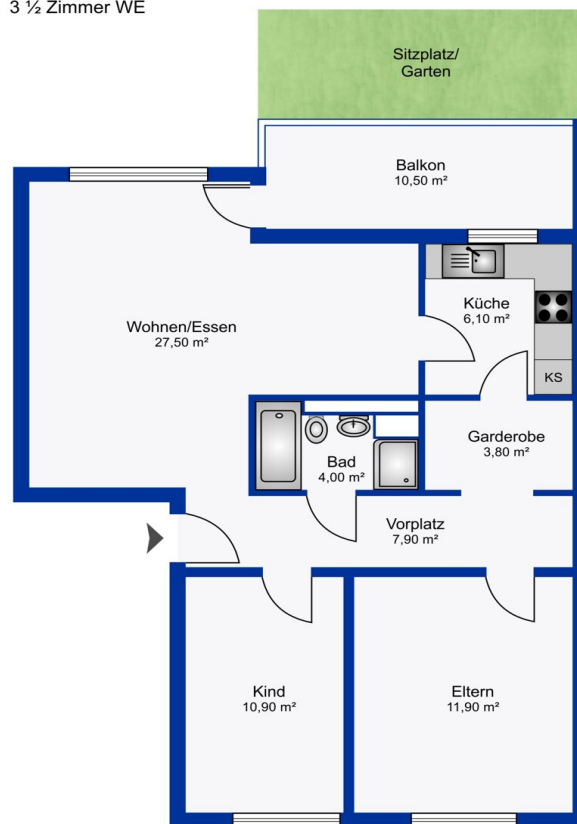 3 ½ Zimmer WE
Sitzplatz/
Garten
Balkon
10,50 m²
Wohnen/Essen
27,50 m²
Küche
6,10 m²
KS
Garderobe
3,80 m²
Bad
4,00 m²
Vorplatz
7,90 m²
Kind
10,90 m²
Eltern
11,90 m²